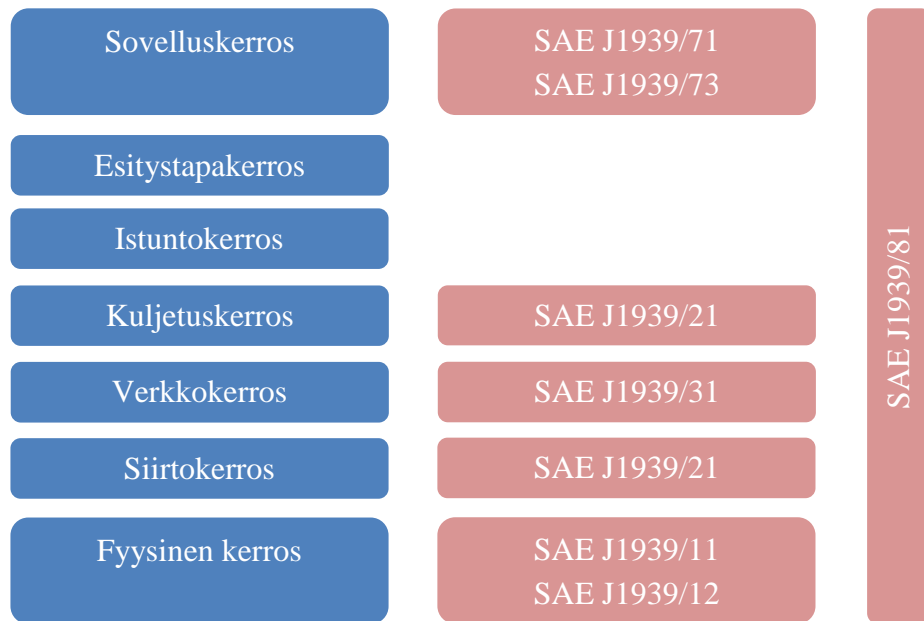 Sovelluskerros
SAE J1939/71
SAE J1939/73
Esitystapakerros
Istuntokerros
Kuljetuskerros
SAE J1939/21
Verkkokerros
SAE J1939/31
Siirtokerros
SAE J1939/21
Fyysinen kerros
SAE J1939/11
SAE J1939/12
SAE J1939/81